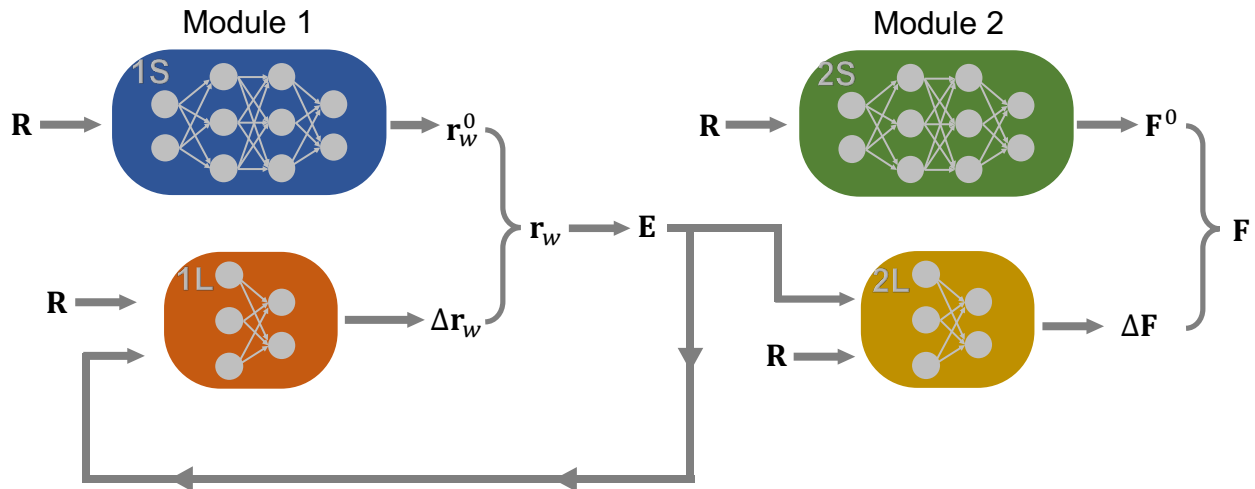 Module 1
Module 2
1S
2S
R
r_w^0
R
F^0
r_w
E
F
1L
2L
R
Δr_w
ΔF
R